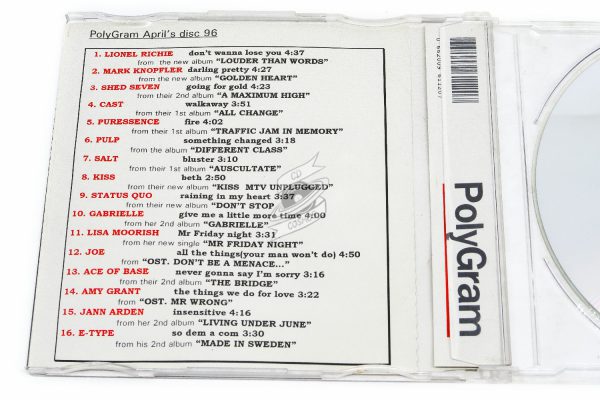 PolyGram April's disc 96
1. LIONEL RICHIE don't wanna lose you 4:37
from the new album "LOUDER THAN WORDS"
2. MARK KNOPFLER darling pretty 4:27
from the new album "GOLDEN HEART"
3. SHED SEVEN going for gold 4:23
from their 2nd album "A MAXIMUM HIGH"
4. CAST walkaway 3:51
from their 1st album "ALL CHANGE"
5. PURESSENCE fire 4:02
from their 1st album "TRAFFIC JAM IN MEMORY"
6. PULP something changed 3:18
from the album "DIFFERENT CLASS"
7. SALT bluster 3:10
from their 1st album "AUSCULTATE"
8. KISS beth 2:50
from their new album "KISS MTV UNPLUGGED"
9. STATUS QUO raining in my heart 3:37
from their new album "DON'T STOP
10. GABRIELLE give me a little more time 4:00
from her 2nd album "GABRIELLE"
11. LISA MOORISH Mr Friday night 3:31
from her new single "MR FRIDAY NIGHT"
12. JOE all the things(your man won't do) 4:50
from "OST. DON'T BE A MENACE..."
13. ACE OF BASE never gonna say I'm sorry 3:16
from their 2nd album "THE BRIDGE"
14. AMY GRANT the things we do for love 3:22
from "OST. MR WRONG"
15. JANN ARDEN insensitive 4:16
from her 2nd album "LIVING UNDER JUNE"
16. E-TYPE so dem a com 3:30
from his 2nd album "MADE IN SWEDEN"
PolyGram